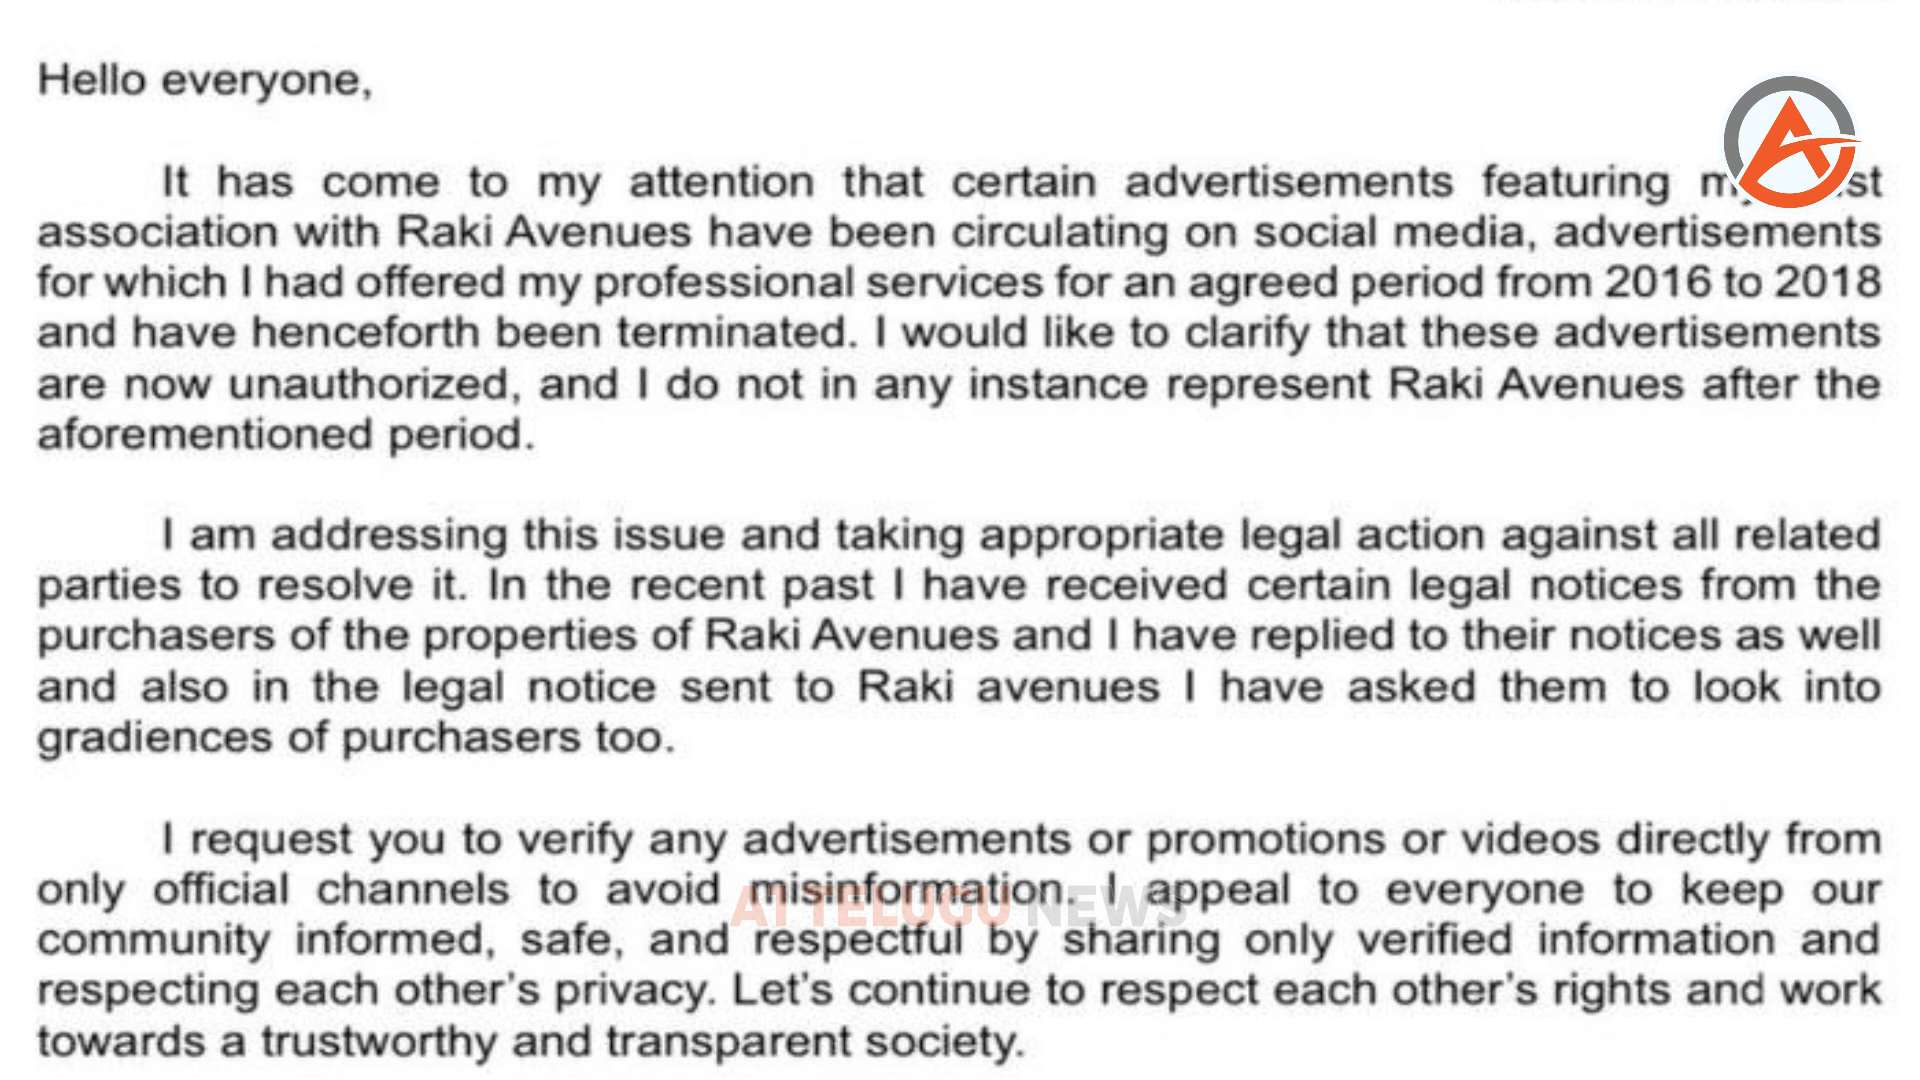 Hello everyone,
It has come to my attention that certain advertisements featuring
association with Raki Avenues have been circulating on social media, advertisements
for which I had offered my professional services for an agreed period from 2016 to 2018
and have henceforth been terminated. I would like to clarify that these advertisements
are now unauthorized, and I do not in any instance represent Raki Avenues after the
aforementioned period.
I am addressing this issue and taking appropriate legal action against all related
parties to resolve it. In the recent past I have received certain legal notices from the
purchasers of the properties of Raki Avenues and I have replied to their notices as well
and also in the legal notice sent to Raki avenues I have asked them to look into
gradiences of purchasers too.
I request you to verify any advertisements or promotions or videos directly from
only official channels to avoid misinformation. I appeal to everyone to keep our
A1 TELUGU NEWS
community informed, safe, and respectful by sharing only verified information and
respecting each other's privacy. Let's continue to respect each other's rights and work
towards a trustworthy and transparent society.